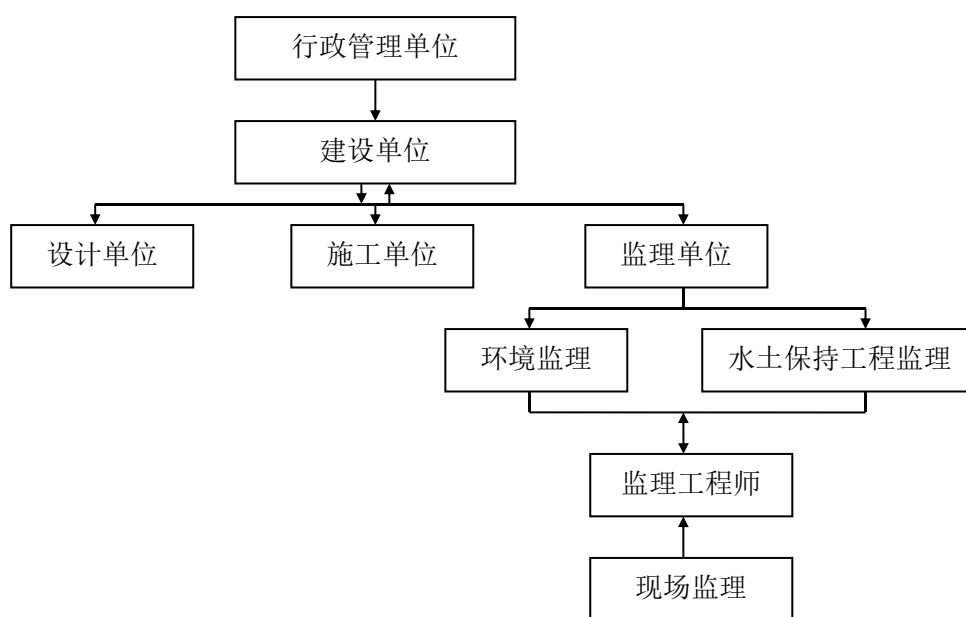 行政管理单位
建设单位
设计单位
施工单位
监理单位
环境监理
水土保持工程监理
监理工程师
现场监理